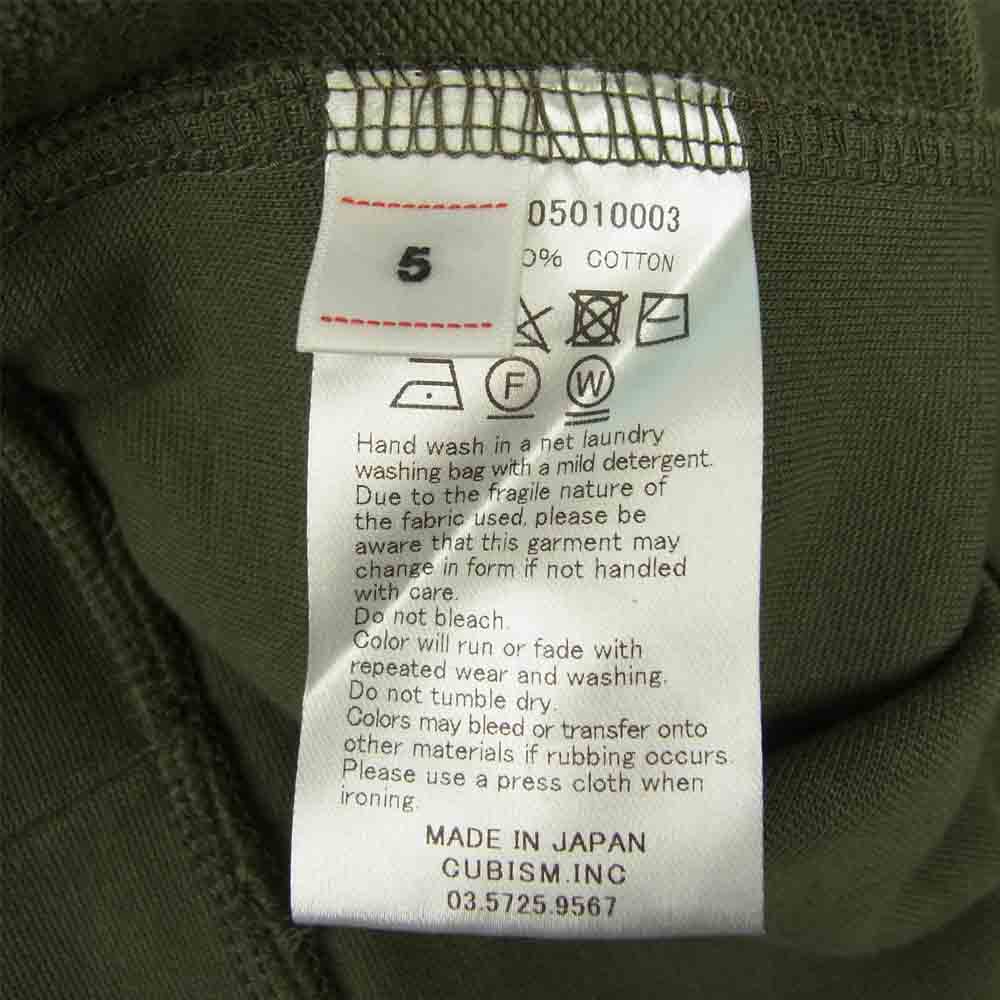 5
05010003
0% COTTON
F W
Hand wash in a net laundry
washing bag with a mild detergent.
Due to the fragile nature of
the fabric used, please be
aware that this garment may
change in form if not handled
with care.
Do not bleach.
Color will run or fade with
repeated wear and washing.
Do not tumble dry.
Colors may bleed or transfer onto
other materials if rubbing occurs.
Please use a press cloth when
ironing.
MADE IN JAPAN
CUBISM.INC
03.5725.9567